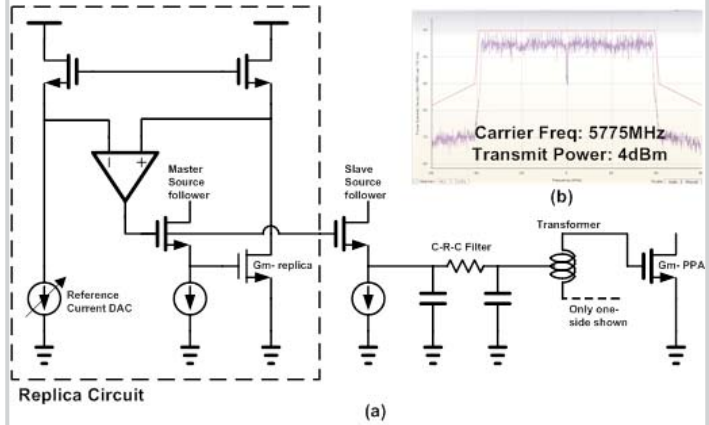 Carrier Freq: 5775MHz
Transmit Power: 4dBm
(b)
Master
Source
follower
Slave
Source
follower
Transformer
C-R-C Filter
Gm- replica
Gm- PPA
Reference
Current DAC
Only one-
side shown
Replica Circuit
(a)